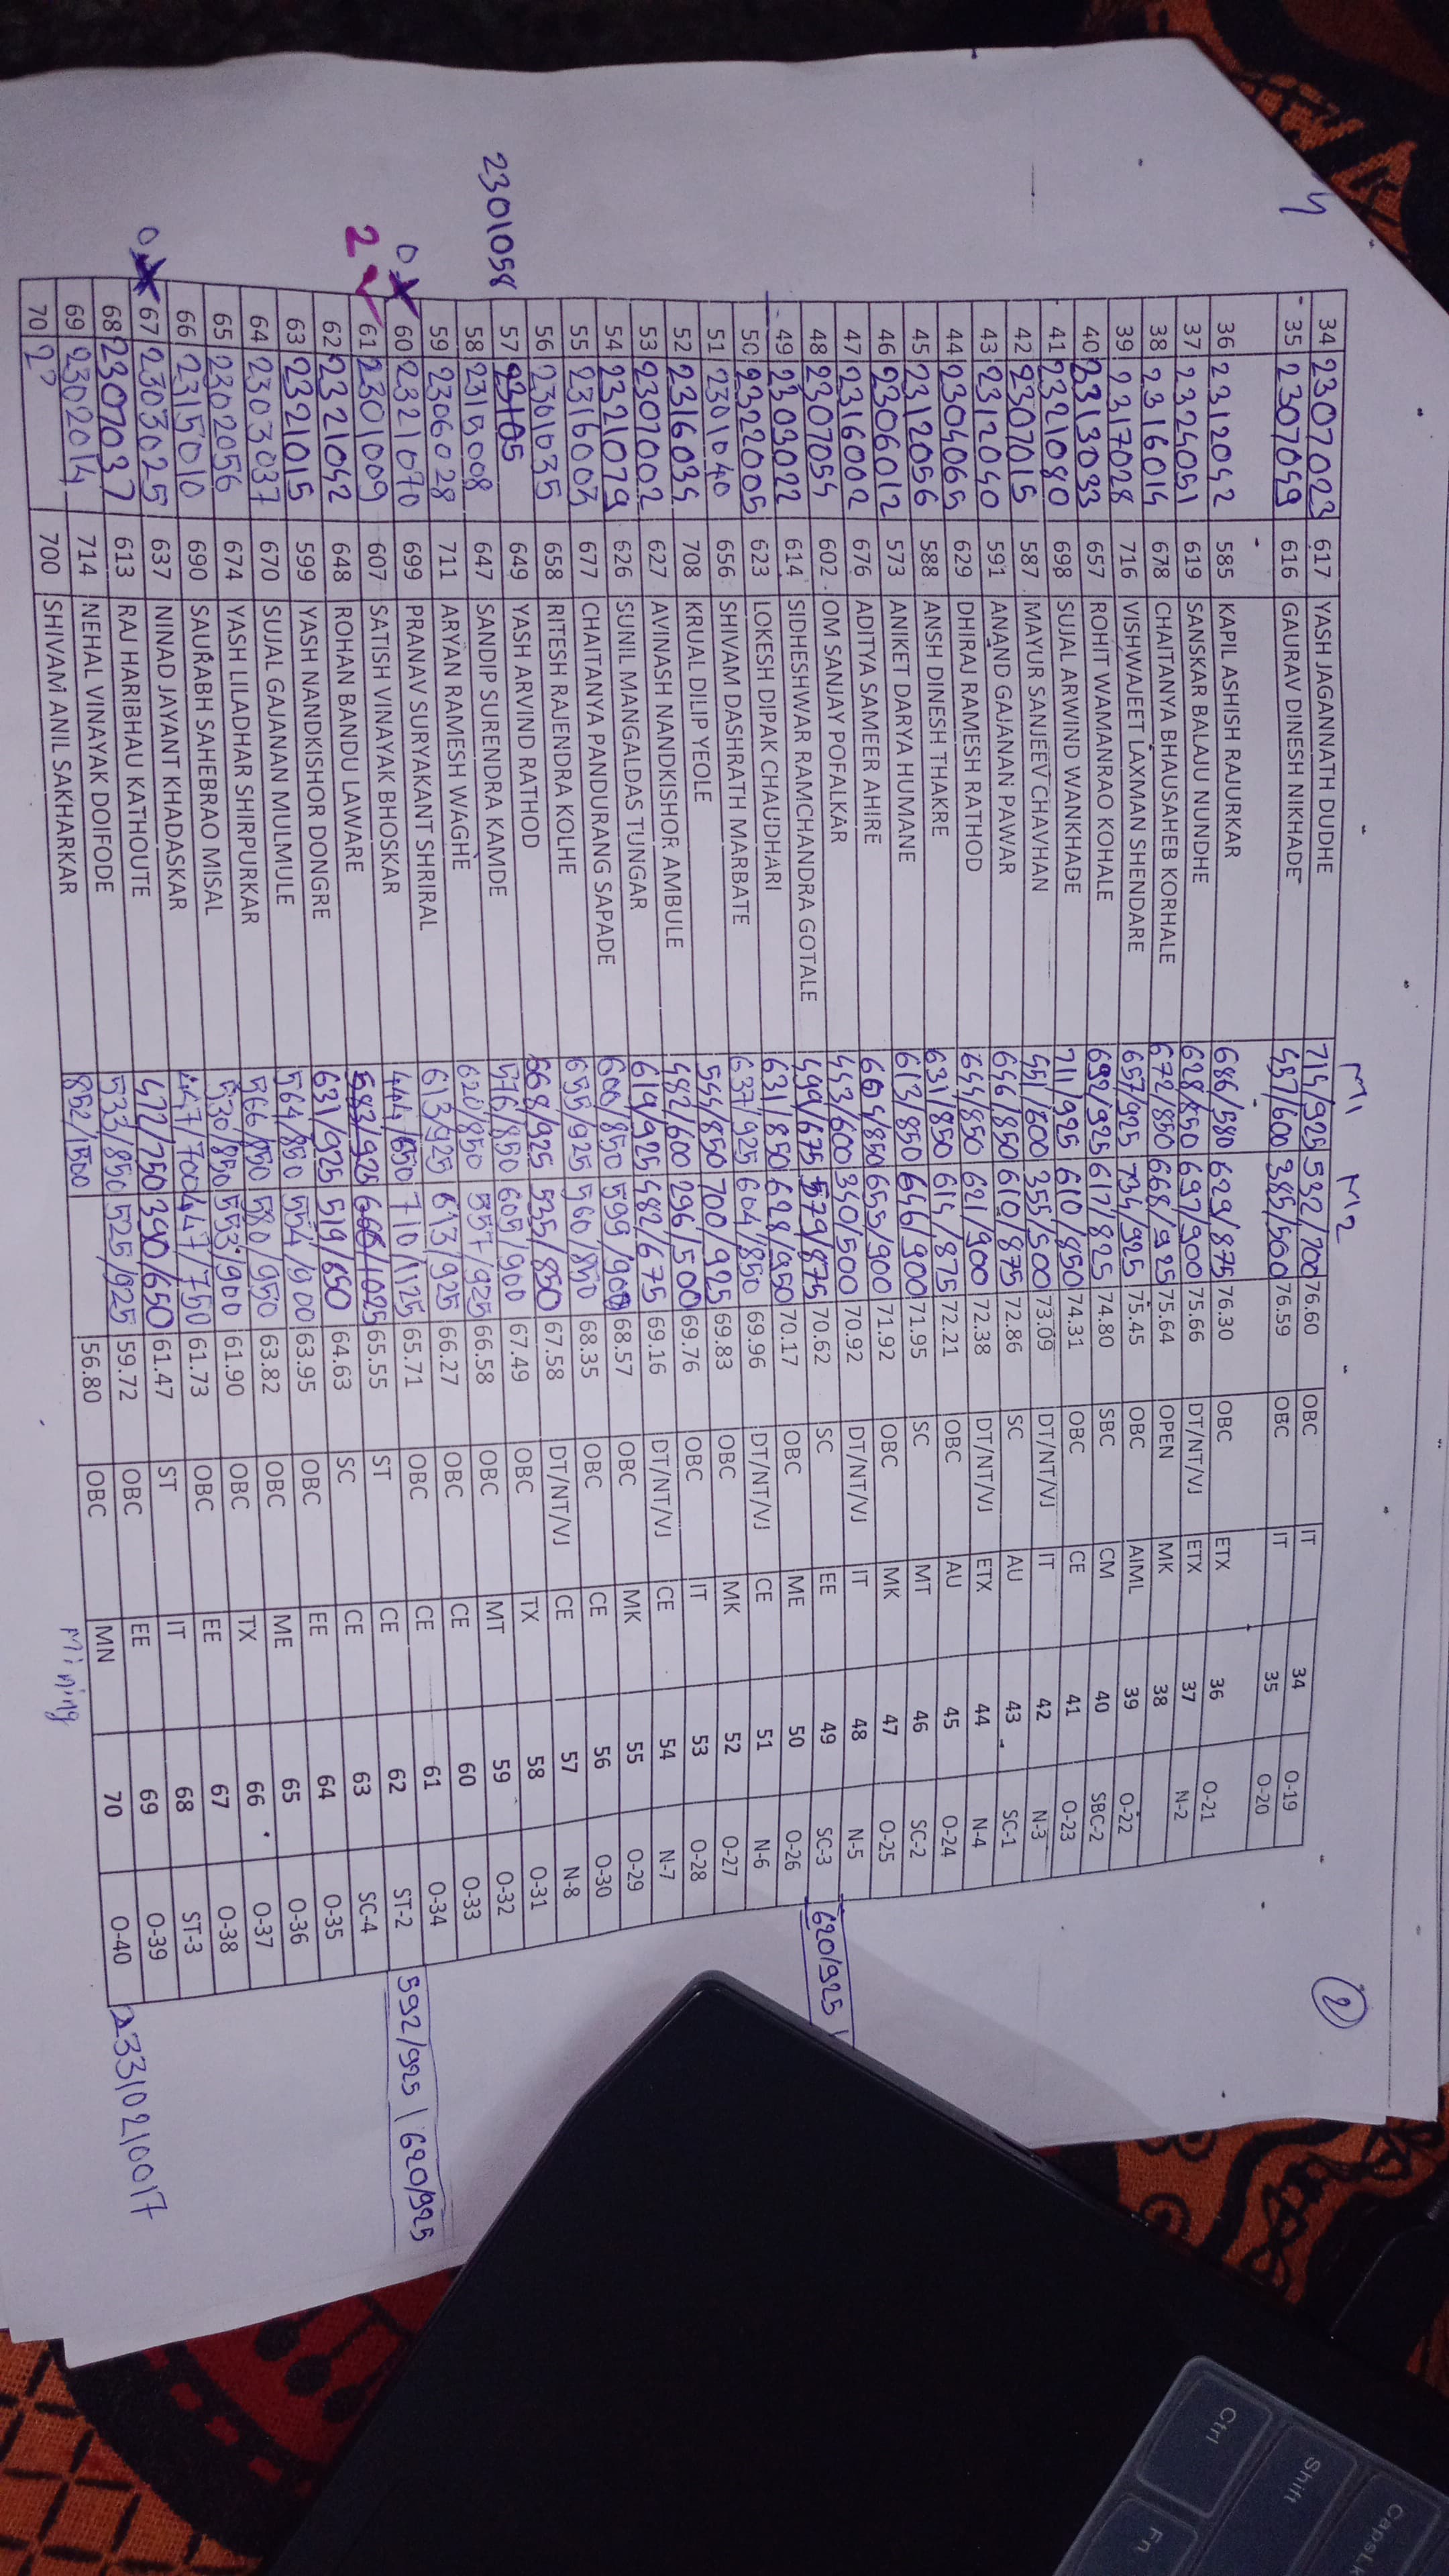 M1 M2
2
34 2307023 617 YASH JAGANNATH DUDHE 714/925 532/700 76.60 OBC IT 34 O-19
35 2307049 616 GAURAV DINESH NIKHADE 457/600 385/500 76.59 OBC IT 35 O-20
36 2312042 585 KAPIL ASHISH RAJURKAR 686/580 629/875 76.30 OBC ETX 36 O-21
37 2324051 619 SANSKAR BALAJU NUNDHE 628/850 697/900 75.66 DT/NT/VJ ETX 37 N-2
38 2316014 678 CHAITANYA BHAUSAHEB KORHALE 672/850 668/925 75.64 OPEN MK 38
39 2317028 716 VISHWAJEET LAXMAN SHENDARE 657/925 734/925 75.45 OBC AIML 39 O-22
40 2313033 657 ROHIT WAMANRAO KOHALE 692/925 617/825 74.80 SBC CM 40 SBC-2
41 2321080 698 SUJAL ARWIND WANKHADE 711/925 610/850 74.31 OBC CE 41 O-23
42 2307015 587 MAYUR SANJEEV CHAVHAN 451/600 355/500 73.09 DT/NT/VJ IT 42 N-3
43 2312040 591 ANAND GAJANAN PAWAR 646/850 610/875 72.86 SC AU 43 SC-1
44 2304065 629 DHIRAJ RAMESH RATHOD 644/850 621/900 72.38 DT/NT/VJ ETX 44 N-4
45 2312056 588 ANSH DINESH THAKRE 631/850 614/875 72.21 OBC AU 45 O-24
46 2306012 573 ANIKET DARYA HUMANE 613/850 646/900 71.95 SC MT 46 SC-2
47 2316002 676 ADITYA SAMEER AHIRE 604/850 655/900 71.92 OBC MK 47 O-25
48 2307054 602 OM SANJAY POFALKAR 443/600 340/500 70.92 DT/NT/VJ IT 48 N-5
49 2303022 614 SIDHESHWAR RAMCHANDRA GOTALE 499/675 579/875 70.62 SC EE 49 SC-3 620/925
50 2322005 623 LOKESH DIPAK CHAUDHARI 631/850 628/950 70.17 OBC ME 50 O-26
51 2301040 656 SHIVAM DASHRATH MARBATE 637/925 604/850 69.96 DT/NT/VJ CE 51 N-6
52 2316034 708 KRUAL DILIP YEOLE 544/850 700/925 69.83 OBC MK 52 O-27
53 2307002 627 AVINASH NANDKISHOR AMBULE 482/600 296/500 69.76 OBC IT 53 O-28
54 2321079 626 SUNIL MANGALDAS TUNGAR 619/925 482/675 69.16 DT/NT/VJ CE 54 N-7
55 2316003 677 CHAITANYA PANDURANG SAPADE 600/850 599/900 68.57 OBC MK 55 O-29
56 2301035 658 RITESH RAJENDRA KOLHE 655/925 560/850 68.35 OBC CE 56 O-30
2301058 57 23105 649 YASH ARVIND RATHOD 668/925 535/850 67.58 DT/NT/VJ CE 57 N-8
58 2315008 647 SANDIP SURENDRA KAMDE 576/850 605/900 67.49 OBC TX 58 O-31
59 2306028 711 ARYAN RAMESH WAGHE 620/850 557/925 66.58 OBC MT 59 O-32
0 60 2321070 699 PRANAV SURYAKANT SHRIRAL 613/925 613/925 66.27 OBC CE 60 O-33
2 61 2301009 607 SATISH VINAYAK BHOSKAR 444/650 710/1125 65.71 OBC CE 61 O-34
62 2321042 648 ROHAN BANDU LAWARE 583/925 666/1025 65.55 ST CE 62 ST-2 592/925 | 620/925
63 2321015 599 YASH NANDKISHOR DONGRE 631/925 519/850 64.63 SC CE 63 SC-4
64 2303037 670 SUJAL GAJANAN MULMULE 564/850 554/900 63.95 OBC EE 64 O-35
65 2302056 674 YASH LILADHAR SHIRPURKAR 566/850 580/950 63.82 OBC ME 65 O-36
66 2315010 690 SAURABH SAHEBRAO MISAL 530/850 553/900 61.90 OBC TX 66 O-37
0 67 2303025 637 NINAD JAYANT KHADASKAR 447/700 447/750 61.73 OBC EE 67 O-38
68 2307037 613 RAJ HARIBHAU KATHOUTE 472/750 390/650 61.47 ST IT 68 ST-3
69 2302014 714 NEHAL VINAYAK DOIFODE 533/850 525/925 59.72 OBC EE 69 O-39
70 2? 700 SHIVAM ANIL SAKHARKAR 852/1500 56.80 OBC MN 70 O-40 23310210017
Mining
CapsLk
Shift
Ctrl
Fn